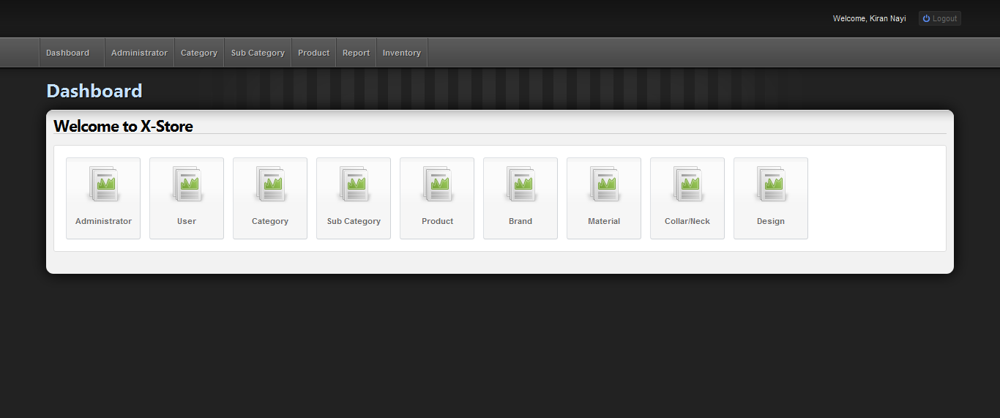 Welcome, Kiran Nayi Logout
Dashboard Administrator Category Sub Category Product Report Inventory
Dashboard
Welcome to X-Store
Administrator User Category Sub Category Product Brand Material Collar/Neck Design